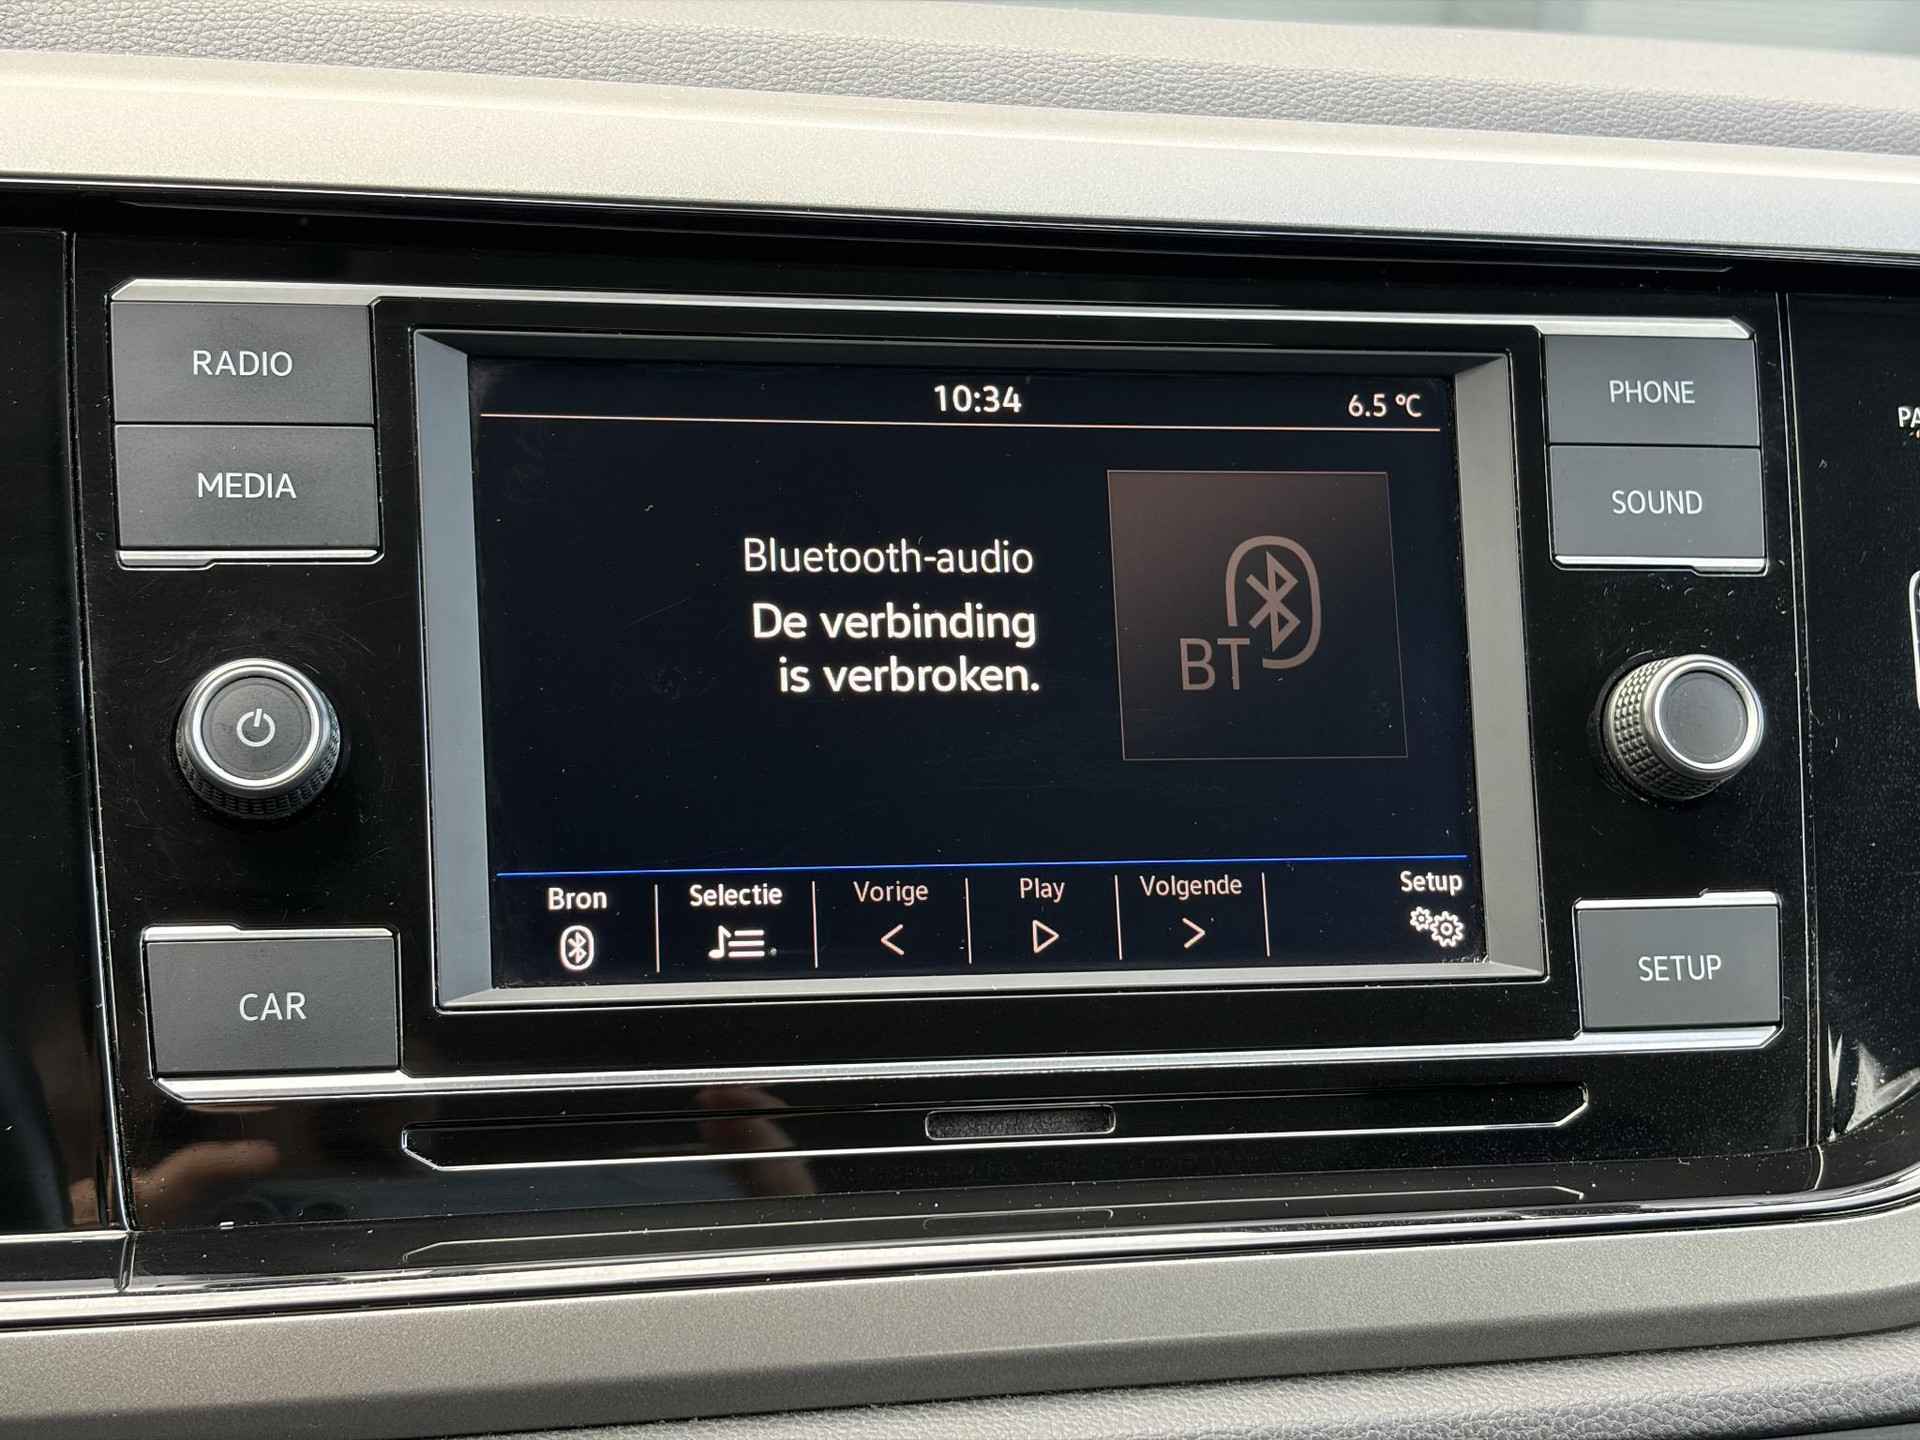 10:34
6.5 °C
RADIO
MEDIA
PHONE
SOUND
Bluetooth-audio
De verbinding
is verbroken.
BT
Bron
Selectie
Vorige
Play
Volgende
Setup
CAR
SETUP